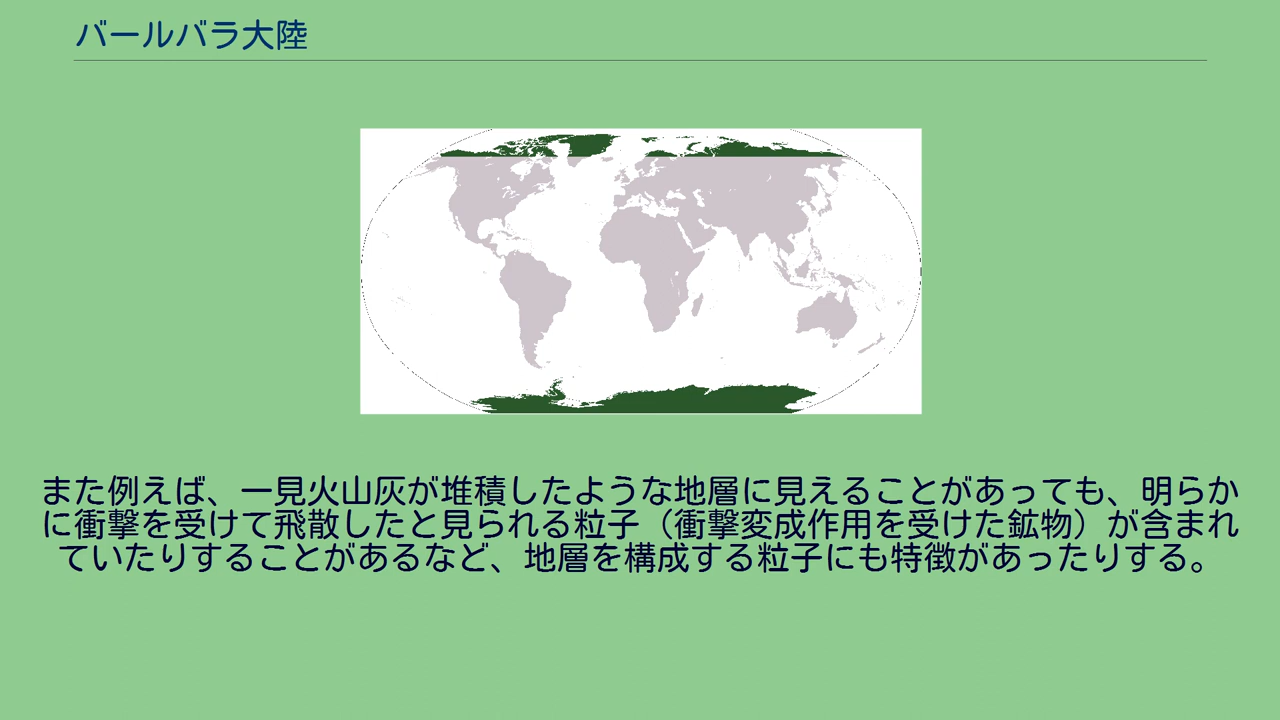 バールバラ大陸
また例えば、一見火山灰が堆積したような地層に見えることがあっても、明らか
に衝撃を受けて飛散したと見られる粒子（衝撃変成作用を受けた鉱物）が含まれ
ていたりすることがあるなど、地層を構成する粒子にも特徴があったりする。